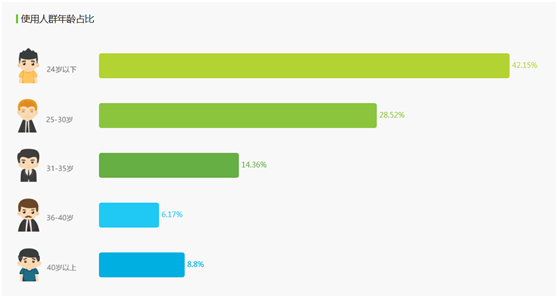 使用人群年龄占比
24岁以下 42.15%
25-30岁 28.52%
31-35岁 14.36%
36-40岁 6.17%
40岁以上 8.8%